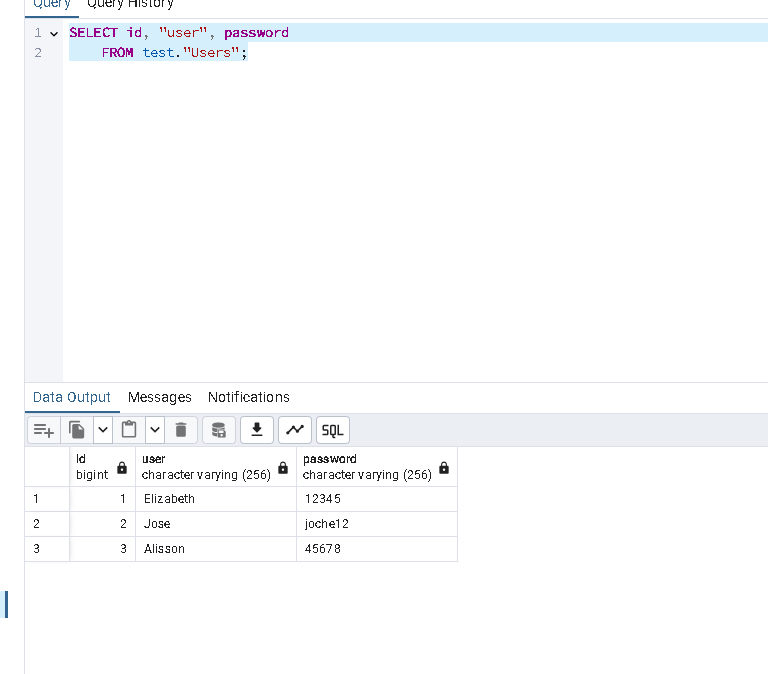 Query Query History
1 SELECT id, "user", password
2 FROM test."Users";
Data Output Messages Notifications
SQL
id bigint user character varying (256) password character varying (256)
1 1 Elizabeth 12345
2 2 Jose joche12
3 3 Alisson 45678